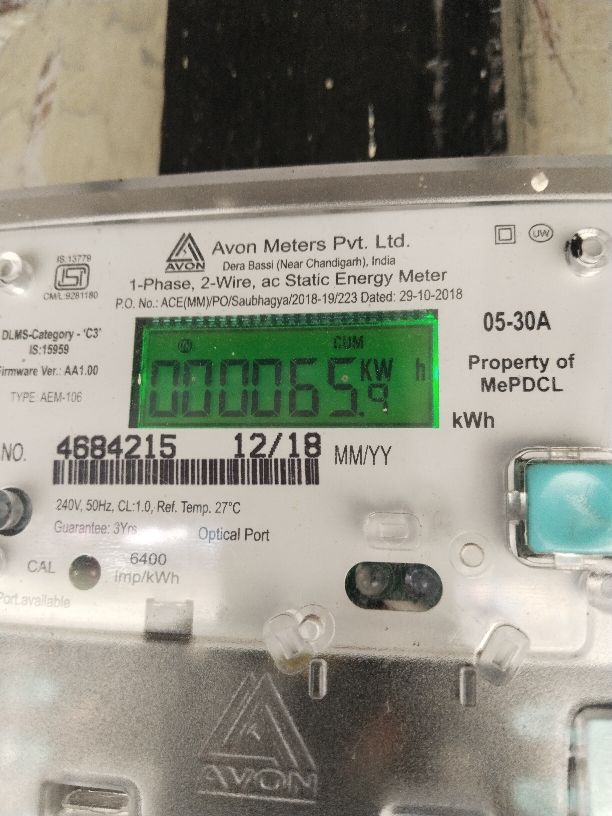 Avon Meters Pvt. Ltd.
AVON
Dera Bassi (Near Chandigarh), India
UW
IS:13779
ISI
CM/L:9281180
1-Phase, 2-Wire, ac Static Energy Meter
P.O. No.: ACE(MM)/PO/Saubhagya/2018-19/223 Dated: 29-10-2018
DLMS-Category - 'C3'
IS:15959
Firmware Ver.: AA1.00
TYPE AEM-106
CUM
000065.9 KW h
05-30A
Property of
MePDCL
kWh
NO. 4684215 12/18 MM/YY
240V, 50Hz, CL:1.0, Ref. Temp. 27°C
Guarantee: 3Yrs
Optical Port
CAL
6400
Imp/kWh
Port.available
AVON